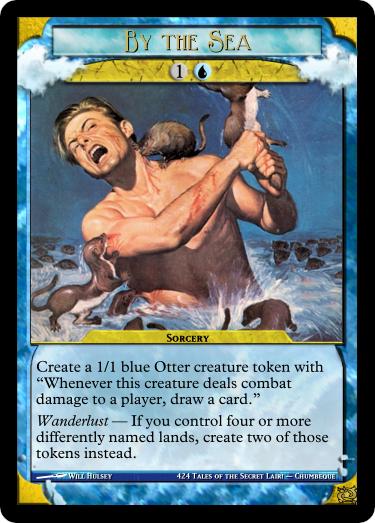 By the Sea
1
Sorcery
Create a 1/1 blue Otter creature token with
“Whenever this creature deals combat
damage to a player, draw a card.”
Wanderlust — If you control four or more
differently named lands, create two of those
tokens instead.
Will Hulsey
424 Tales of the Secret Lair! — Chumbeque